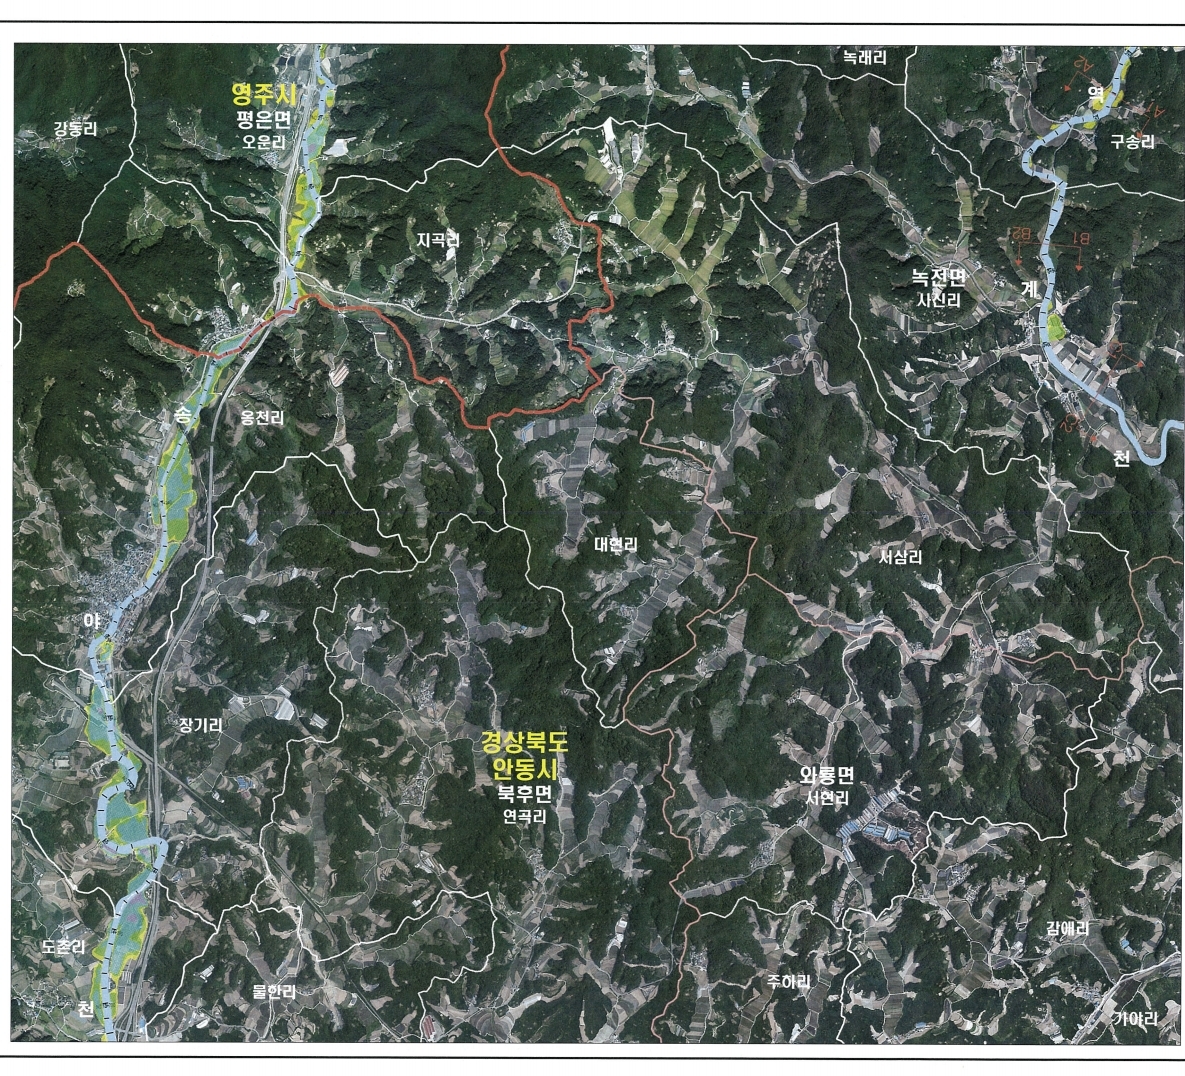 녹래리
영주시
평은면
오운리
강동리
역
구송리
A2
지곡리
B2
B1
녹전면
사신리
계
송
옹천리
천
대현리
서삼리
야
장기리
경상북도
안동시
북후면
연곡리
와룡면
서현리
도촌리
감애리
물한리
주하리
천
가야리